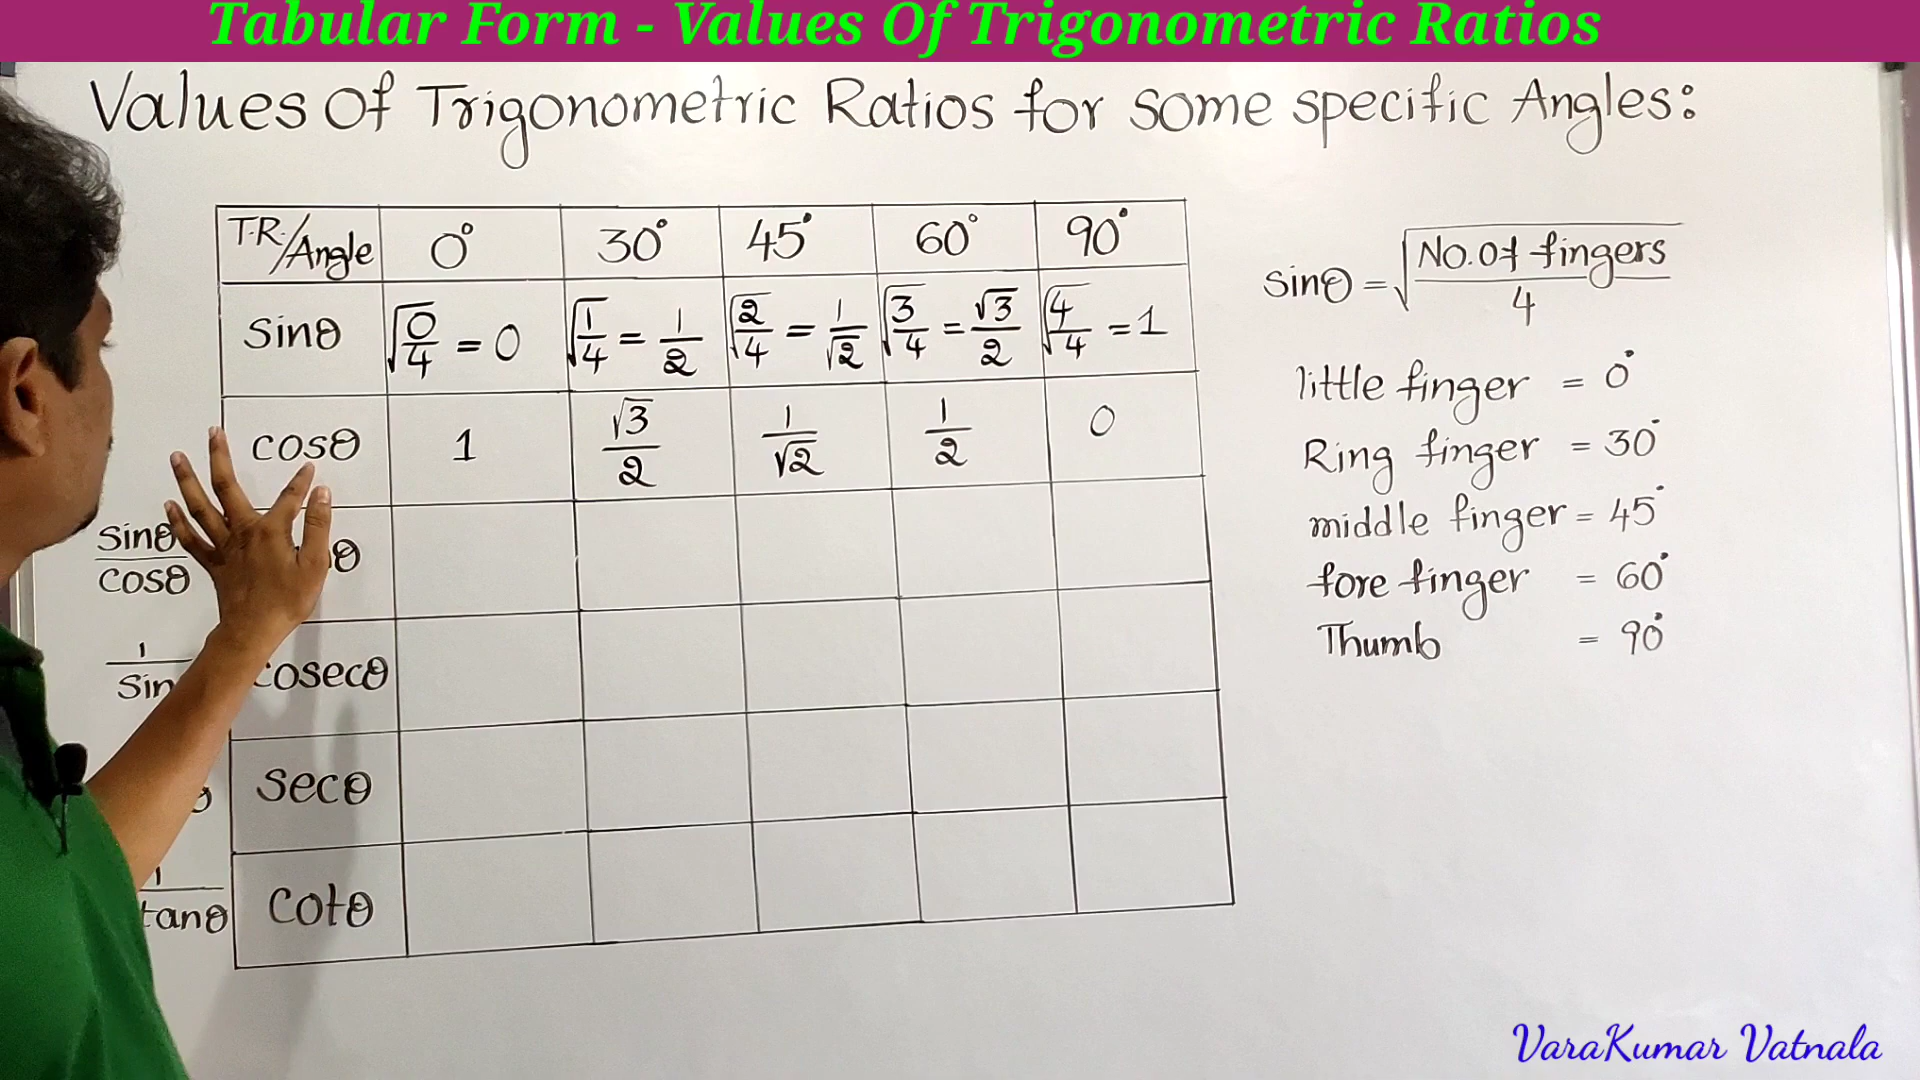 Tabular Form - Values Of Trigonometric Ratios
Values Of Trigonometric Ratios for some specific Angles:
T.R./Angle 0° 30° 45° 60° 90°
sinθ √(0/4) = 0 √(1/4) = 1/2 √(2/4) = 1/√2 √(3/4) = √3/2 √(4/4) = 1
cosθ 1 √3/2 1/√2 1/2 0
sinθ/cosθ θ
1/sin cosecθ
secθ
1/tanθ cotθ
sinθ = √(No.of fingers/4)
little finger = 0°
Ring finger = 30°
middle finger = 45°
fore finger = 60°
Thumb = 90°
VaraKumar Vatnala